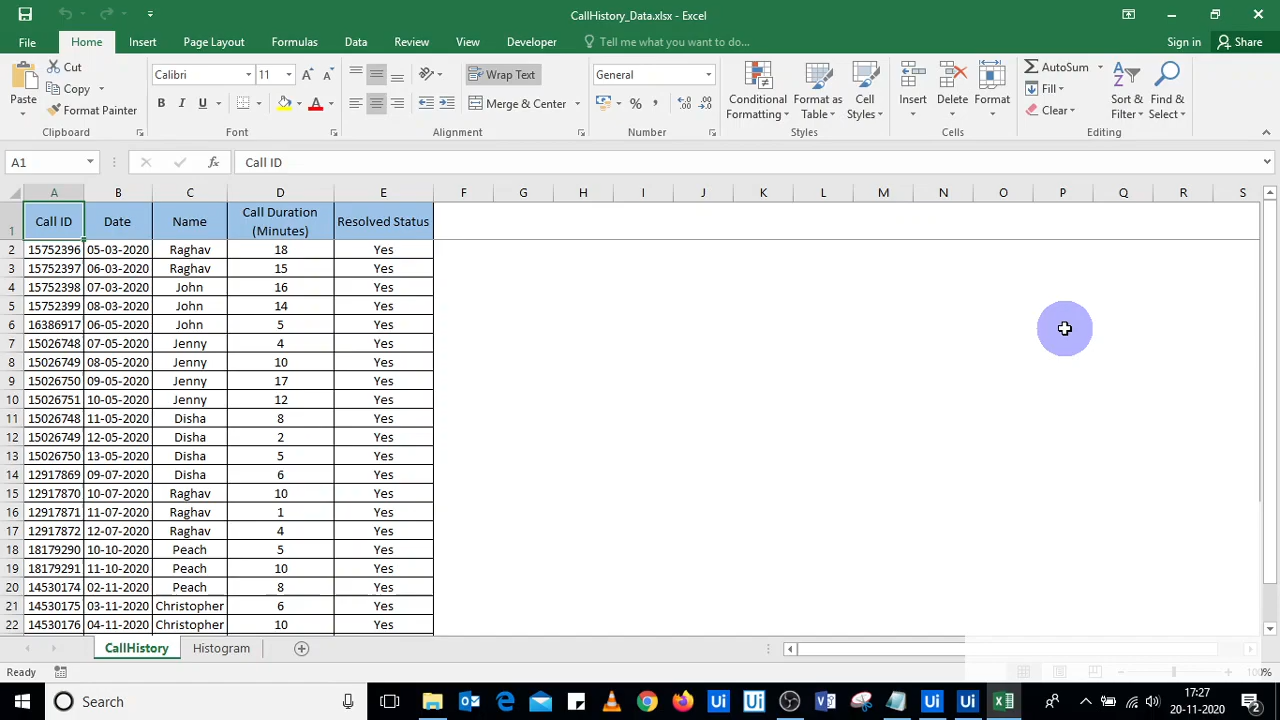 CallHistory_Data.xlsx - Excel
File Home Insert Page Layout Formulas Data Review View Developer Tell me what you want to do... Sign in Share
Paste
Cut
Copy
Format Painter
Clipboard
Calibri 11
B I U A
Font
Wrap Text
Merge & Center
Alignment
General
%
Number
Conditional Formatting
Format as Table
Cell Styles
Styles
Insert Delete Format
Cells
AutoSum
Fill
Clear
Sort & Filter
Find & Select
Editing
A1 fx Call ID
A B C D E F G H I J K L M N O P Q R S
1 Call ID Date Name Call Duration (Minutes) Resolved Status
2 15752396 05-03-2020 Raghav 18 Yes
3 15752397 06-03-2020 Raghav 15 Yes
4 15752398 07-03-2020 John 16 Yes
5 15752399 08-03-2020 John 14 Yes
6 16386917 06-05-2020 John 5 Yes
7 15026748 07-05-2020 Jenny 4 Yes
8 15026749 08-05-2020 Jenny 10 Yes
9 15026750 09-05-2020 Jenny 17 Yes
10 15026751 10-05-2020 Jenny 12 Yes
11 15026748 11-05-2020 Disha 8 Yes
12 15026749 12-05-2020 Disha 2 Yes
13 15026750 13-05-2020 Disha 5 Yes
14 12917869 09-07-2020 Disha 6 Yes
15 12917870 10-07-2020 Raghav 10 Yes
16 12917871 11-07-2020 Raghav 1 Yes
17 12917872 12-07-2020 Raghav 4 Yes
18 18179290 10-10-2020 Peach 5 Yes
19 18179291 11-10-2020 Peach 10 Yes
20 14530174 02-11-2020 Peach 8 Yes
21 14530175 03-11-2020 Christopher 6 Yes
22 14530176 04-11-2020 Christopher 10 Yes
CallHistory Histogram
Ready 100%
Search Ui Ui Ui Ui 17:27
20-11-2020 2